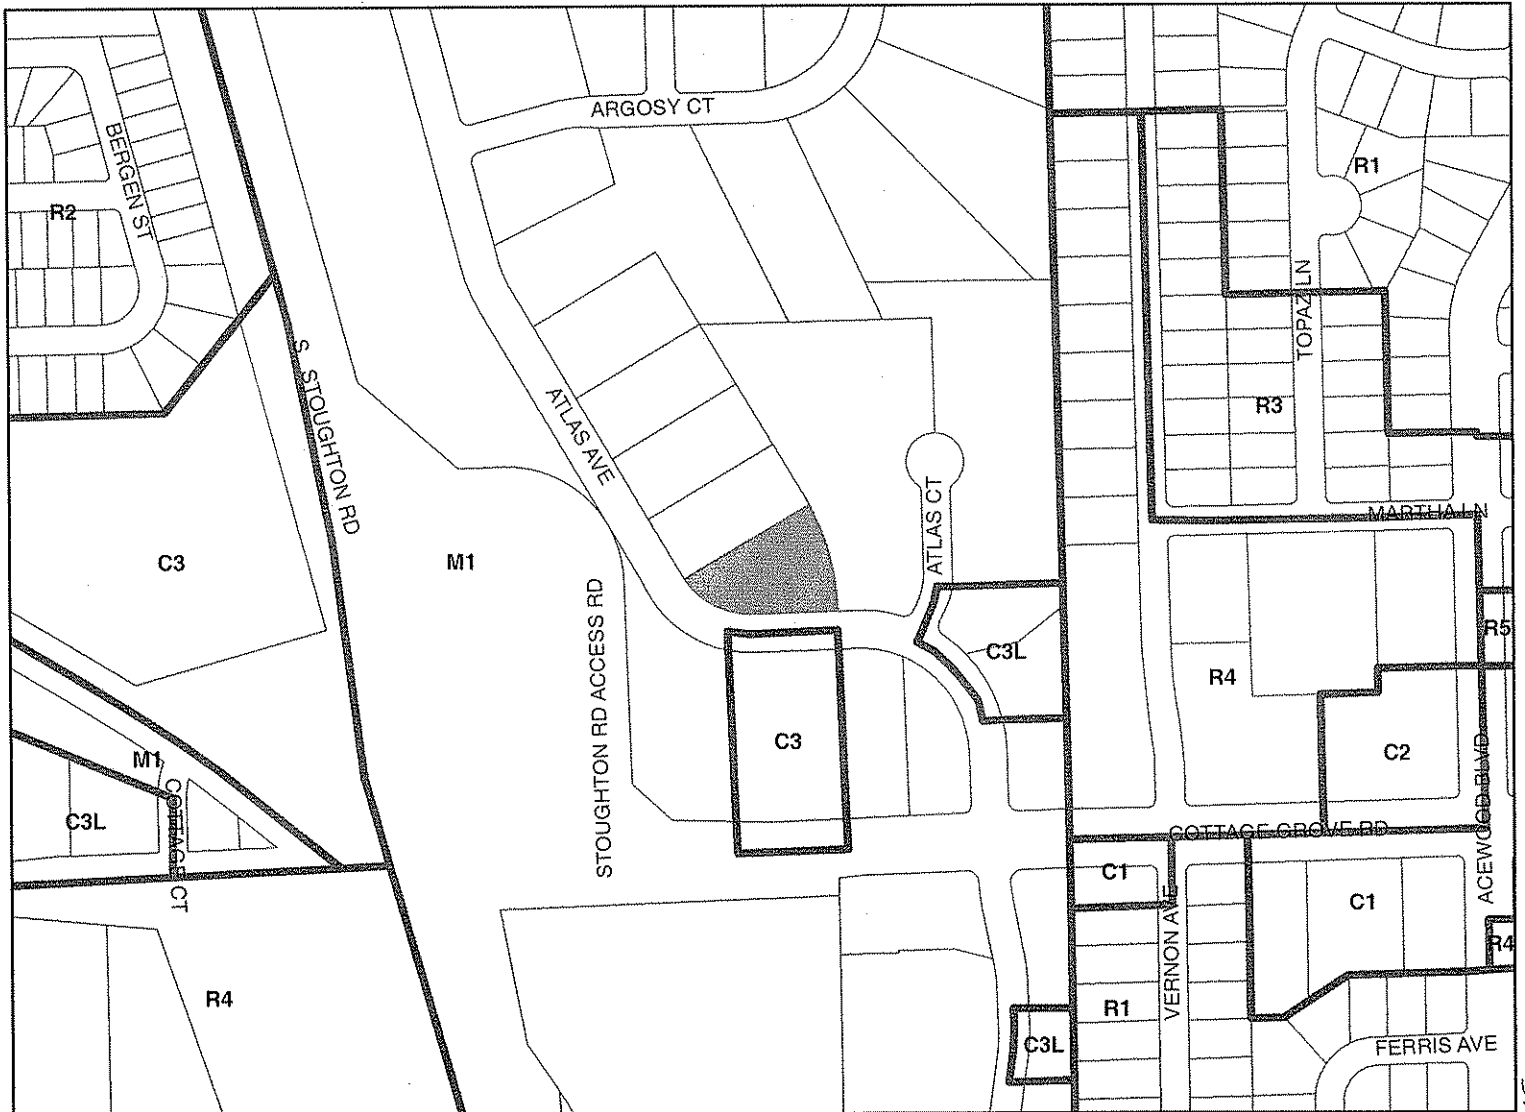 ARGOSY CT
BERGEN ST
R1
R2
TOPAZ LN
S STOUGHTON RD
ATLAS AVE
R3
MARTHA LN
ATLAS CT
C3
M1
STOUGHTON RD ACCESS RD
R5
C3L
R4
C3
C2
M1
ACEWOOD BLVD
COTTAGE CT
C3L
COTTAGE GROVE RD
C1
C1
VERNON AVE
R4
R4
R1
C3L
FERRIS AVE